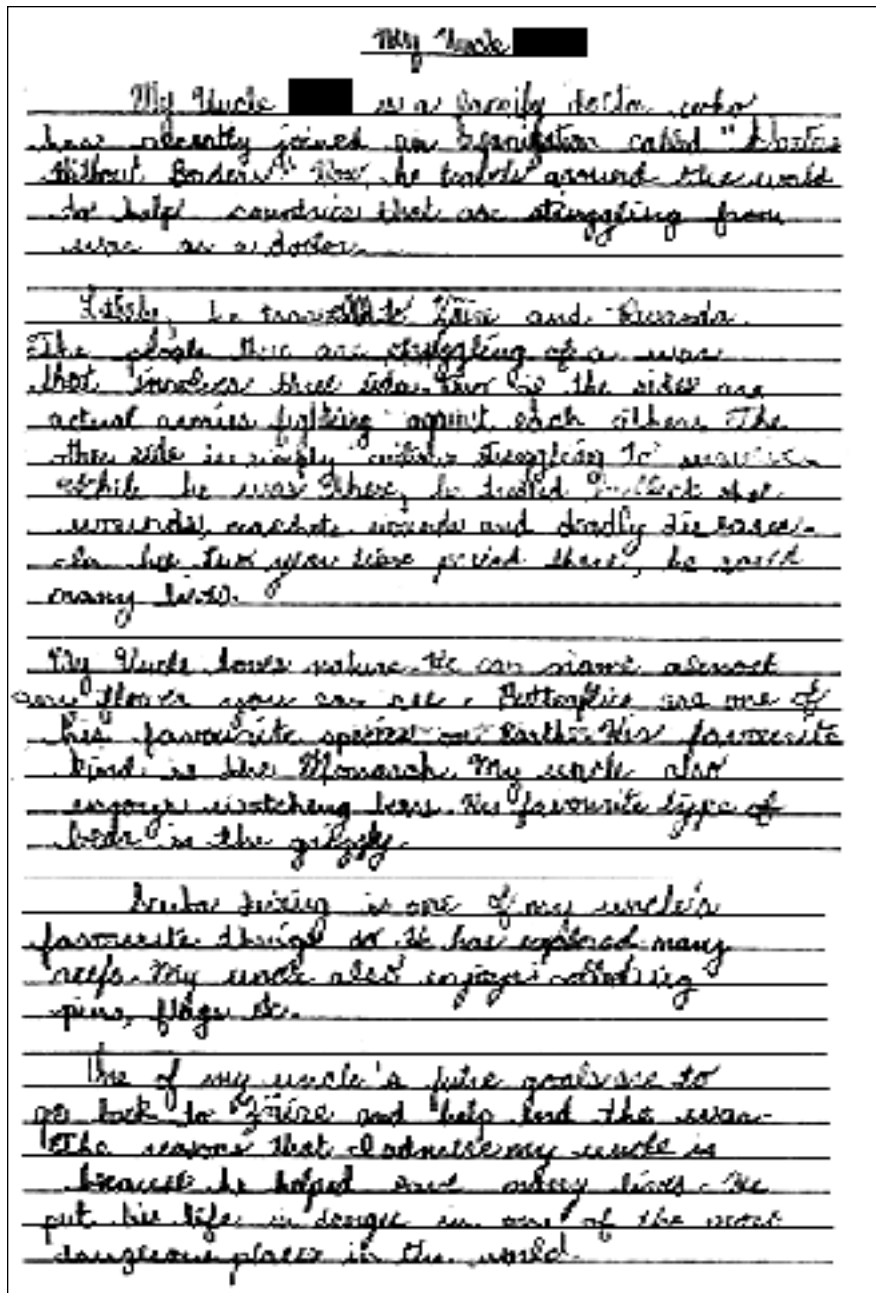 My Uncle
My Uncle is a family doctor who
has recently joined an called "Doctors
Without Borders" Now, he travels around the world
to help countries that are struggling from
war as a doctor.
Lately, he to Zaire and Rwanda.
The people there are struggling of a war
that involves three sides. Two of the sides are
actual armies fighting against each others. The
other side is simply struggling to survive.
While he was there, he treated bullet
wounds, machete wounds and deadly diseases.
In his two year time period there, he saved
many lives.
My Uncle loves nature. He can name almost
any flower you can see. Butterflies are one of
his favourite species on Earth. His favourite
kind is the Monarch. My uncle also
enjoys watching bears. His favourite type of
bear is the
Scuba diving is one of my uncle's
favourite things so he has explored many
reefs. My uncle also enjoys collecting
pins, flags etc.
One of my uncle's goals are to
go back to Zaire and help end the war.
The reasons that I admire my uncle is
because he helped save many lives. He
put his life in danger in one of the most
places in the world.